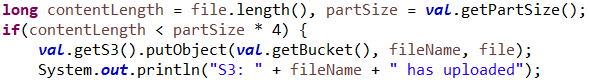 long contentLength = file.length(), partSize = val.getPartSize();
if(contentLength < partSize * 4) {
    val.getS3().putObject(val.getBucket(), fileName, file);
    System.out.println("S3: " + fileName + " has uploaded");